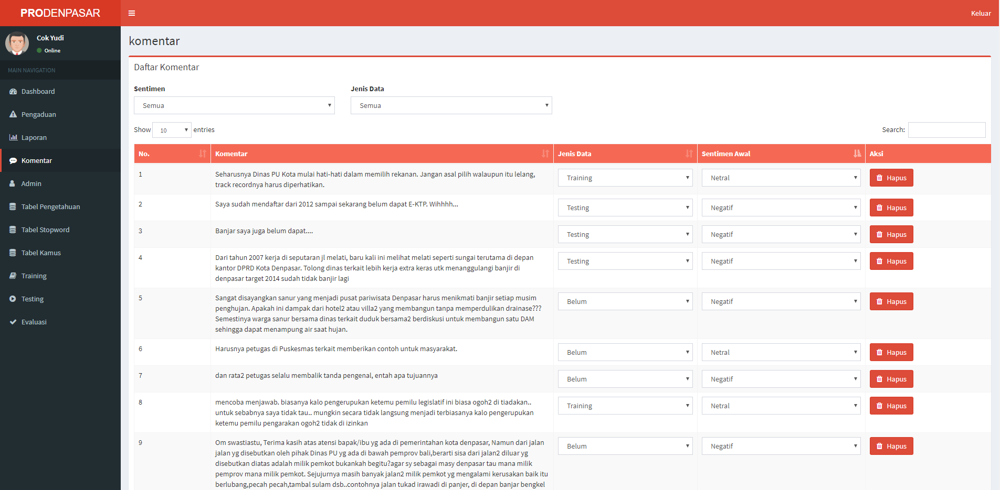 PRODENPASAR
Keluar
Cok Yudi
Online
MAIN NAVIGATION
Dashboard
Pengaduan
Laporan
Komentar
Admin
Tabel Pengetahuan
Tabel Stopword
Tabel Kamus
Training
Testing
Evaluasi
komentar
Daftar Komentar
Sentimen Jenis Data
Semua Semua
Show 10 entries Search:
No. Komentar Jenis Data Sentimen Awal Aksi
1 Seharusnya Dinas PU Kota mulai hati-hati dalam memilih rekanan. Jangan asal pilih walaupun itu lelang, Training Netral Hapus
track recordnya harus diperhatikan.
2 Saya sudah mendaftar dari 2012 sampai sekarang belum dapat E-KTP. Wihhhh... Testing Negatif Hapus
3 Banjar saya juga belum dapat.... Testing Negatif Hapus
4 Dari tahun 2007 kerja di seputaran jl melati, baru kali ini melihat melati seperti sungai terutama di depan Testing Negatif Hapus
kantor DPRD Kota Denpasar. Tolong dinas terkait lebih kerja extra keras utk menanggulangi banjir di
denpasar target 2014 sudah tidak banjir lagi
5 Sangat disayangkan sanur yang menjadi pusat pariwisata Denpasar harus menikmati banjir setiap musim Belum Negatif Hapus
penghujan. Apakah ini dampak dari hotel2 atau villa2 yang membangun tanpa memperdulikan drainase???
Semestinya warga sanur bersama dinas terkait duduk bersama2 berdiskusi untuk membangun satu DAM
sehingga dapat menampung air saat hujan.
6 Harusnya petugas di Puskesmas terkait memberikan contoh untuk masyarakat. Belum Netral Hapus
7 dan rata2 petugas selalu membalik tanda pengenal, entah apa tujuannya Belum Negatif Hapus
8 mencoba menjawab. biasanya kalo pengerupukan ketemu pemilu legislatif ini biasa ogoh2 di tiadakan.. Training Netral Hapus
untuk sebabnya saya tidak tau.. mungkin secara tidak langsung menjadi terbiasanya kalo pengerupukan
ketemu pemilu pengarakan ogoh2 tidak di izinkan
9 Om swastiastu, Terima kasih atas atensi bapak/ibu yg ada di pemerintahan kota denpasar, Namun dari jalan Belum Negatif Hapus
jalan yg disebutkan oleh pihak Dinas PU yg ada di bawah pemprov bali,berarti sisa dari jalan2 diluar yg
disebutkan diatas adalah milik pemkot bukankah begitu?agar sy sebagai masy denpasar tau mana milik
pemprov mana milik pemkot. Sejujurnya masih banyak jalan2 milik pemkot yg mengalami kerusakan baik itu
berlubang,pecah pecah,tambal sulam dsb..contohnya jalan tukad irawadi di panjer, di depan banjar bengkel